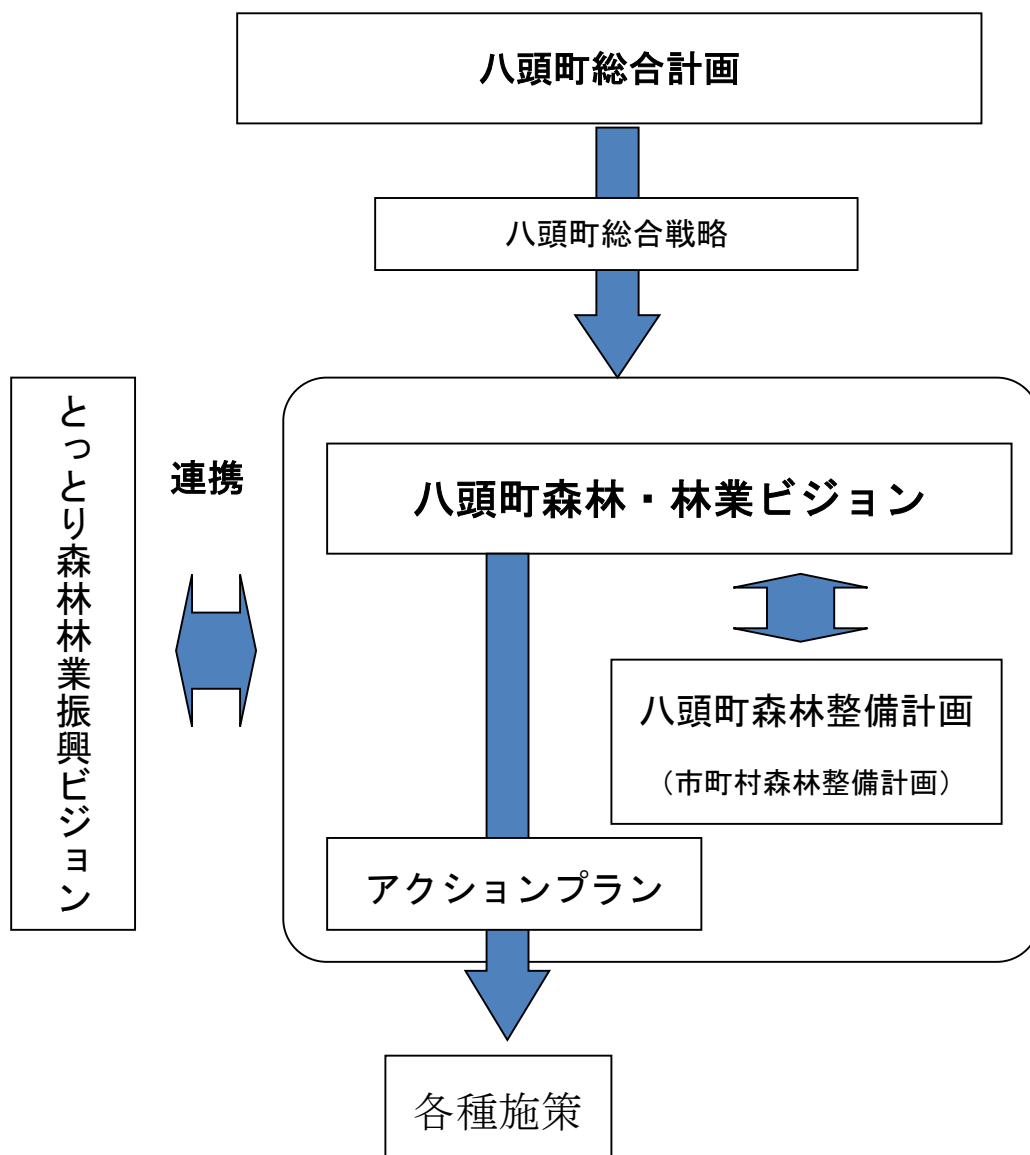 八頭町総合計画
八頭町総合戦略
とっとり森林林業振興ビジョン
連携
八頭町森林・林業ビジョン
八頭町森林整備計画
（市町村森林整備計画）
アクションプラン
各種施策